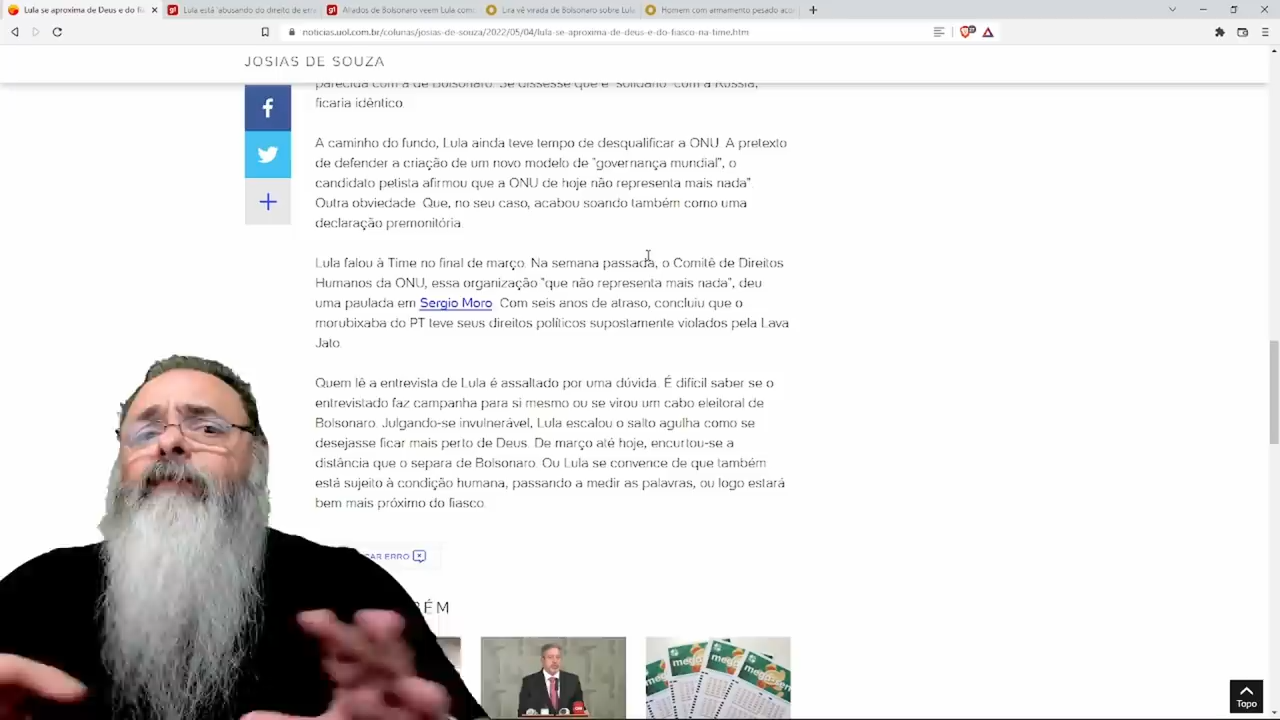 Lula se aproxima de Deus e do fia
Lula está 'abusando do direito de erra
Aliados de Bolsonaro veem Lula com
Lira vê virada de Bolsonaro sobre Lula
Homem com armamento pesado aco
noticias.uol.com.br/colunas/josias-de-souza/2022/05/04/lula-se-aproxima-de-deus-e-do-fiasco-na-time.htm
JOSIAS DE SOUZA
parecida com a de Bolsonaro. Se dissesse que é "solidário" com a Rússia,
ficaria idêntico.
A caminho do fundo, Lula ainda teve tempo de desqualificar a ONU. A pretexto
de defender a criação de um novo modelo de "governança mundial", o
candidato petista afirmou que a ONU de hoje não representa mais nada".
Outra obviedade. Que, no seu caso, acabou soando também como uma
declaração premonitória.
Lula falou à Time no final de março. Na semana passada, o Comitê de Direitos
Humanos da ONU, essa organização "que não representa mais nada", deu
uma paulada em Sergio Moro. Com seis anos de atraso, concluiu que o
morubixaba do PT teve seus direitos políticos supostamente violados pela Lava
Jato.
Quem lê a entrevista de Lula é assaltado por uma dúvida. É difícil saber se o
entrevistado faz campanha para si mesmo ou se virou um cabo eleitoral de
Bolsonaro. Julgando-se invulnerável, Lula escalou o salto agulha como se
desejasse ficar mais perto de Deus. De março até hoje, encurtou-se a
distância que o separa de Bolsonaro. Ou Lula se convence de que também
está sujeito à condição humana, passando a medir as palavras, ou logo estará
bem mais próximo do fiasco.
CAR ERRO
BÉM
Topo